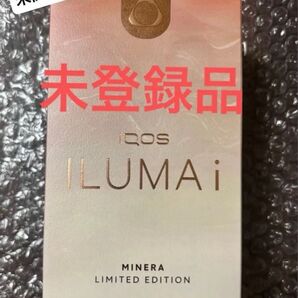 未登録品
IQOS
ILUMA i
MINERA
LIMITED EDITION